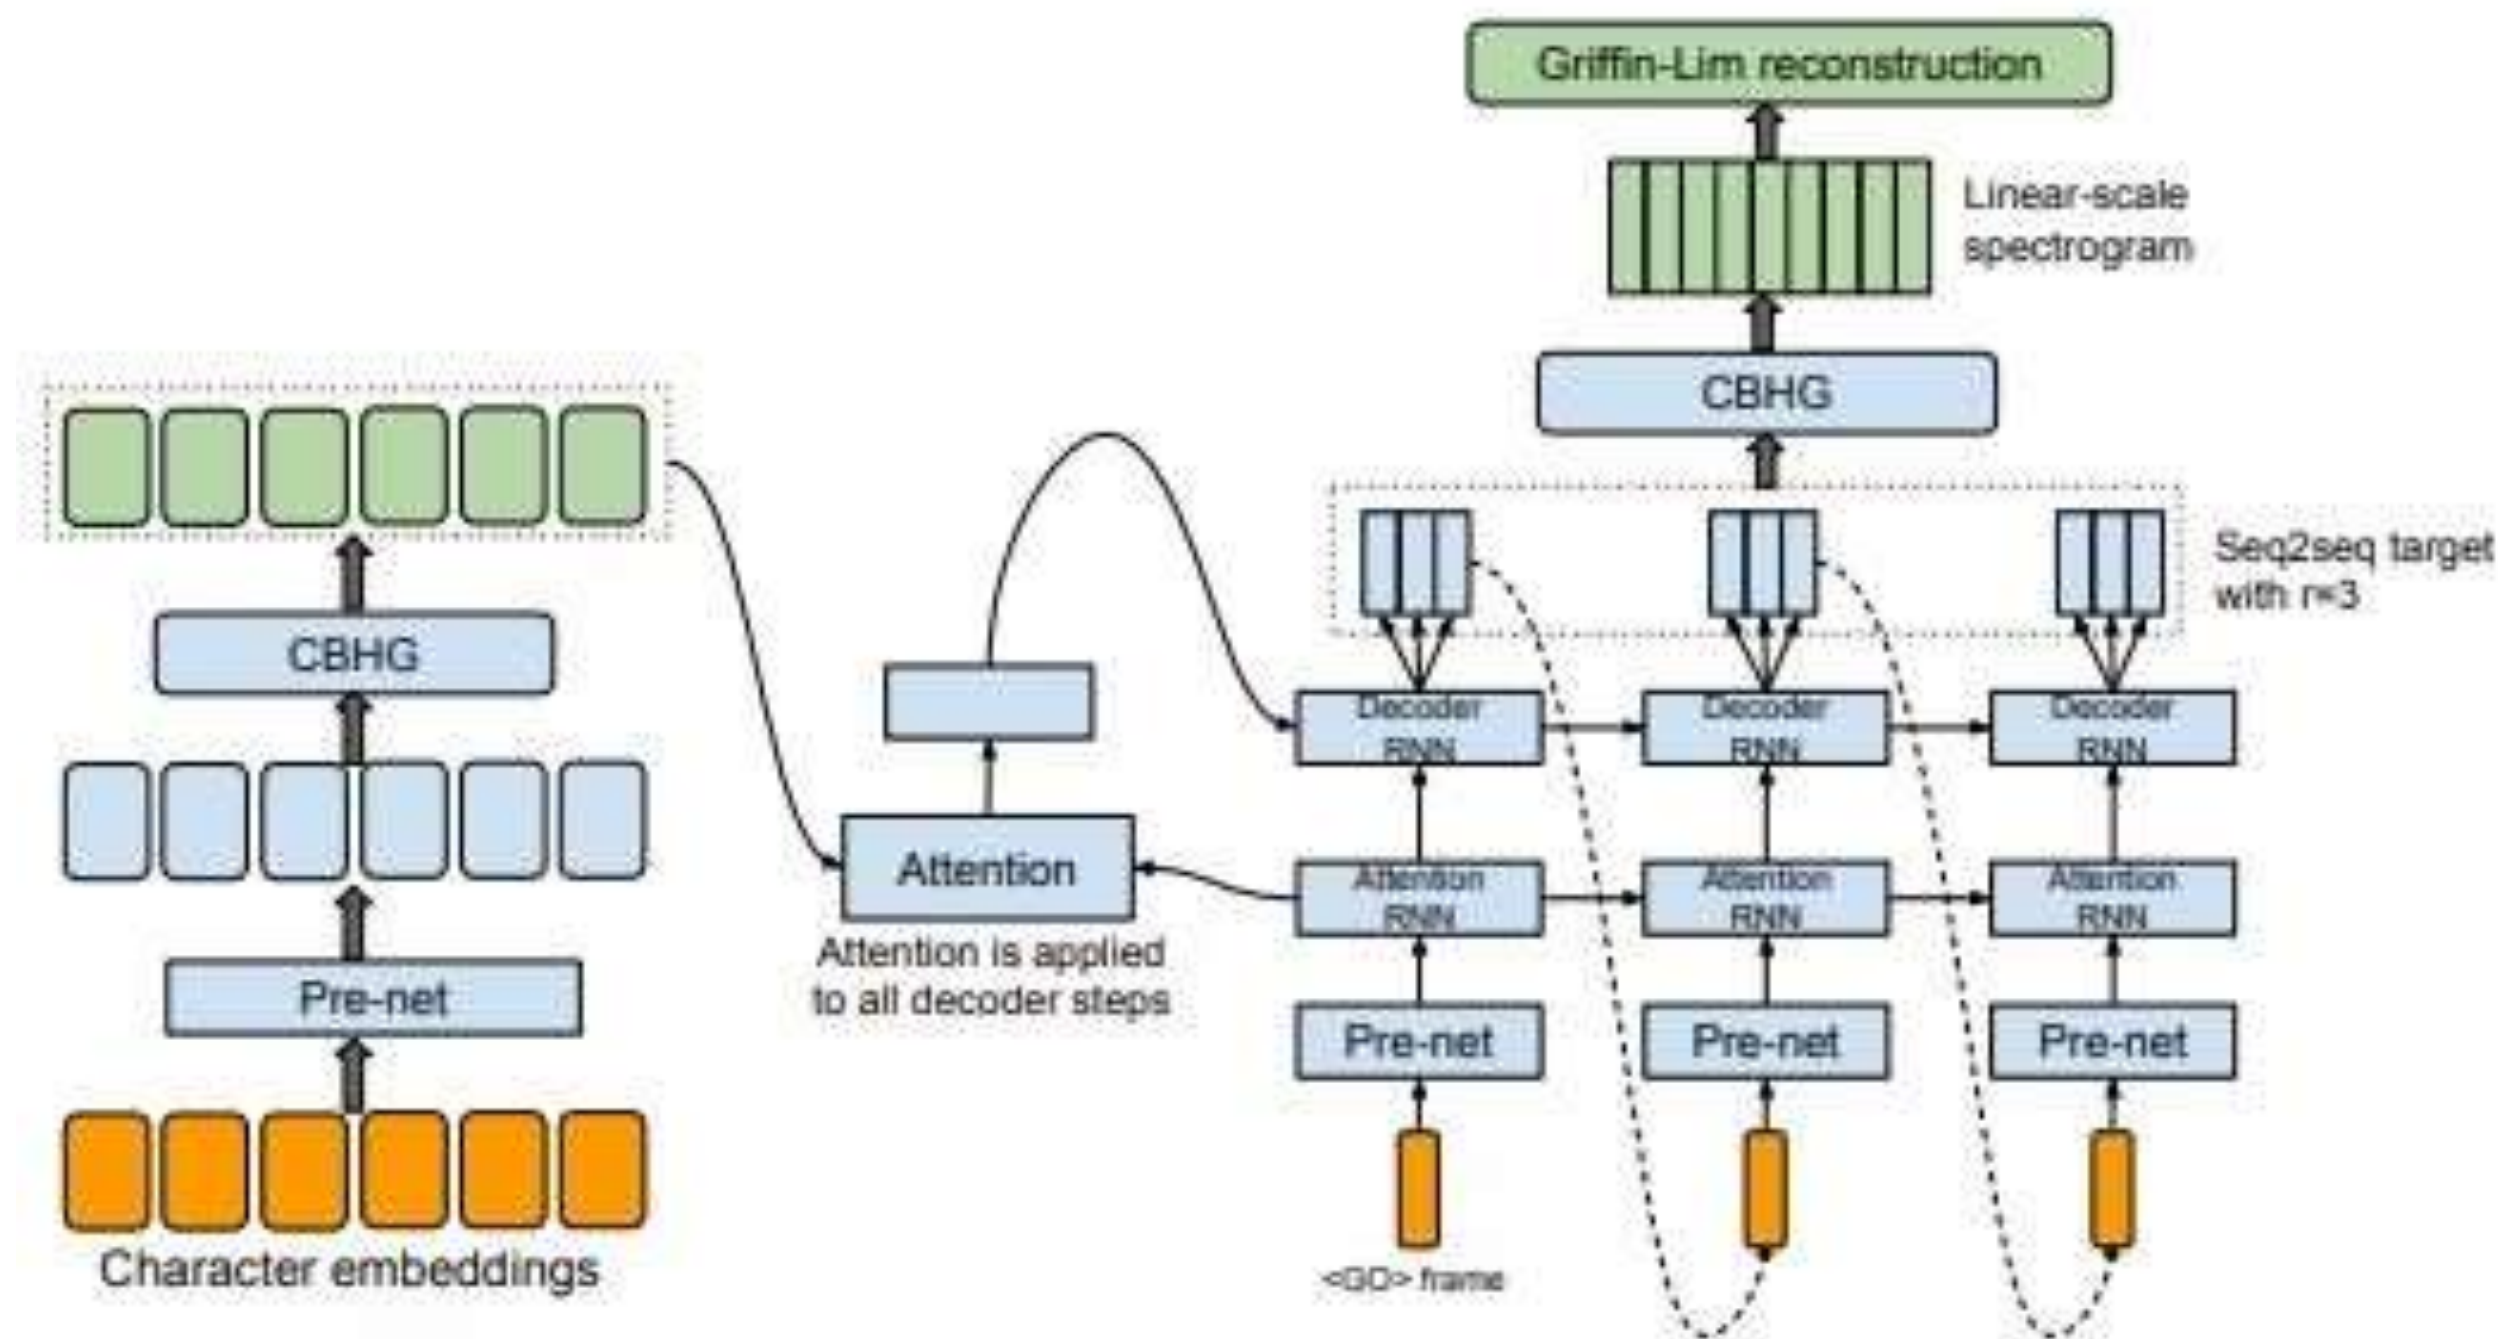 Griffin-Lim reconstruction
Linear-scale
spectrogram
CBHG
Seq2seq target
with r=3
CBHG
Decoder
RNN
Decoder
RNN
Decoder
RNN
Attention
Attention
RNN
Attention
RNN
Attention
RNN
Attention is applied
to all decoder steps
Pre-net
Pre-net
Pre-net
Pre-net
Character embeddings
<GO> frame